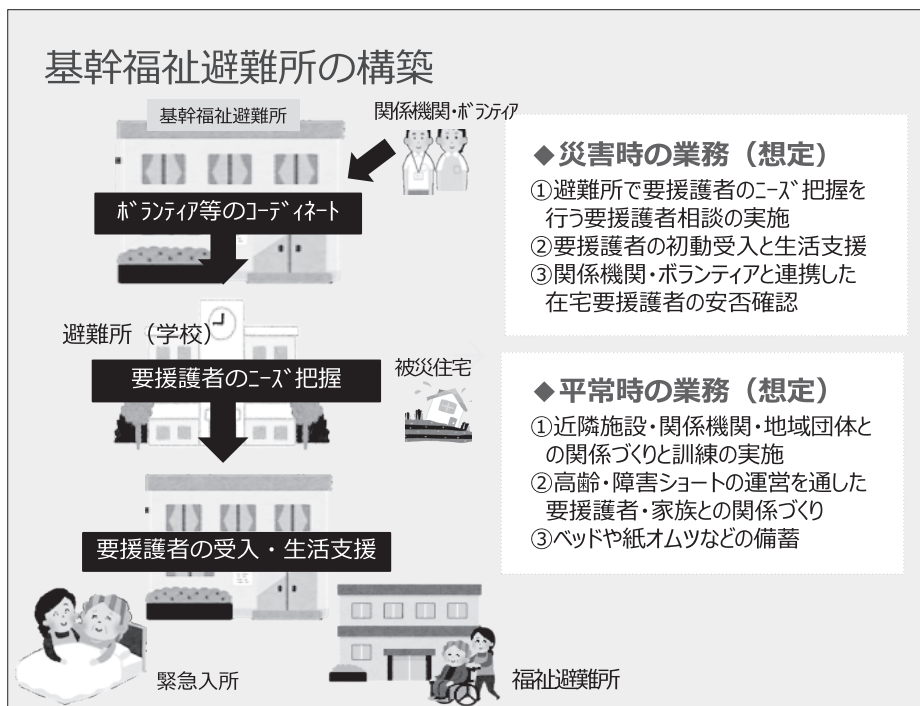 基幹福祉避難所の構築
基幹福祉避難所
関係機関・ボランティア
ボランティア等のコーディネート
避難所（学校）
要援護者のニーズ把握
被災住宅
要援護者の受入・生活支援
緊急入所
福祉避難所
◆災害時の業務（想定）
①避難所で要援護者のニーズ把握を
行う要援護者相談の実施
②要援護者の初動受入と生活支援
③関係機関・ボランティアと連携した
在宅要援護者の安否確認
◆平常時の業務（想定）
①近隣施設・関係機関・地域団体と
の関係づくりと訓練の実施
②高齢・障害ショートの運営を通した
要援護者・家族との関係づくり
③ベッドや紙オムツなどの備蓄